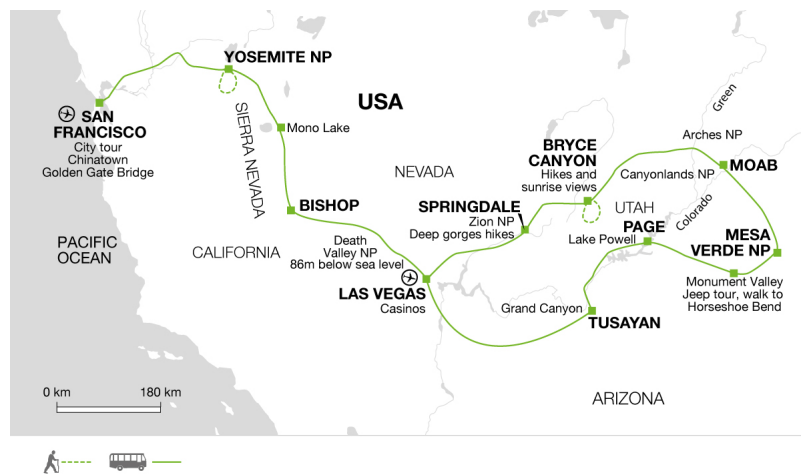 YOSEMITE NP
USA
SAN
FRANCISCO
City tour
Chinatown
Golden Gate Bridge
SIERRA NEVADA
Mono Lake
Green
Arches NP
MOAB
BRYCE
CANYON
Hikes and
sunrise views
Canyonlands NP
NEVADA
BISHOP
SPRINGDALE
Zion NP
Deep gorges hikes
UTAH
Colorado
PAGE
Lake Powell
MESA
VERDE NP
PACIFIC
OCEAN
CALIFORNIA
Death
Valley NP
86m below sea level
LAS VEGAS
Casinos
Monument Valley
Jeep tour, walk to
Horseshoe Bend
Grand Canyon
TUSAYAN
0 km
180 km
ARIZONA